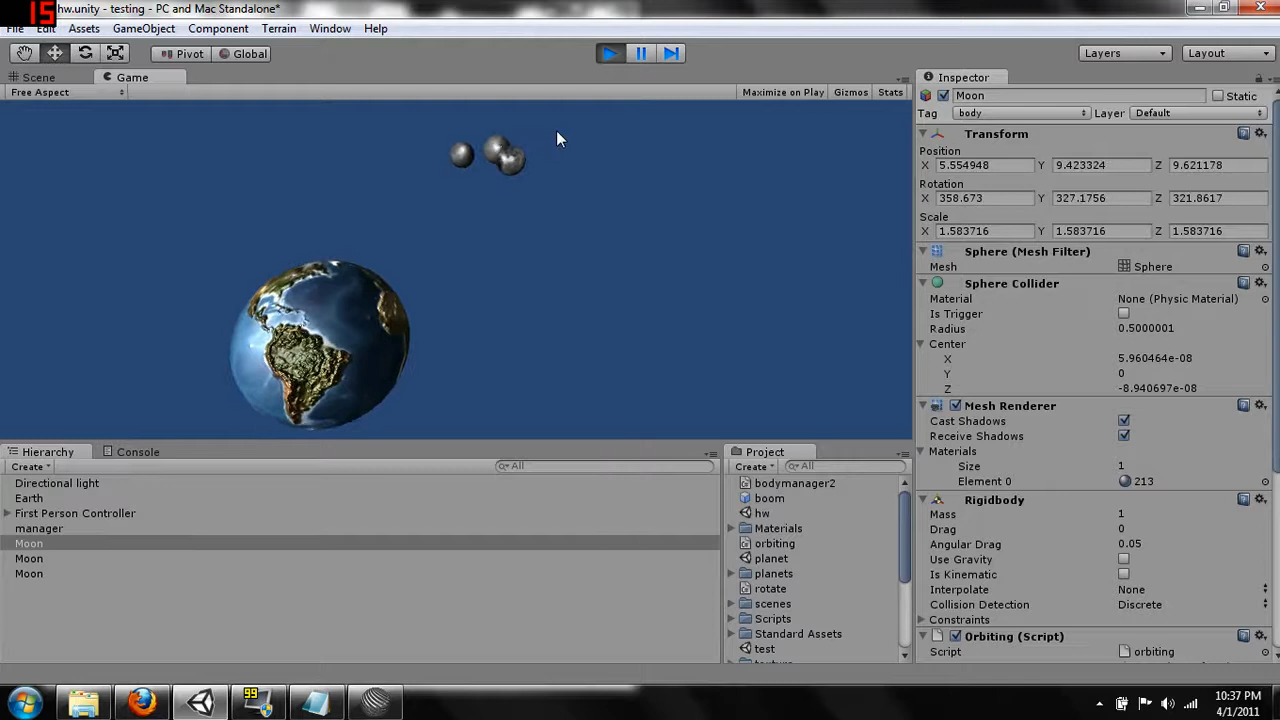 15
hw.unity - testing - PC and Mac Standalone*
File Edit Assets GameObject Component Terrain Window Help
Pivot Global Layers Layout
Scene Game
Free Aspect Maximize on Play Gizmos Stats
Inspector
Moon Static
Tag body Layer Default
Transform
Position
X 5.554948 Y 9.423324 Z 9.621178
Rotation
X 358.673 Y 327.1756 Z 321.8617
Scale
X 1.583716 Y 1.583716 Z 1.583716
Sphere (Mesh Filter)
Mesh Sphere
Sphere Collider
Material None (Physic Material)
Is Trigger
Radius 0.5000001
Center
X 5.960464e-08
Y 0
Z -8.940697e-08
Mesh Renderer
Cast Shadows
Receive Shadows
Materials
Size 1
Element 0 213
Rigidbody
Mass 1
Drag 0
Angular Drag 0.05
Use Gravity
Is Kinematic
Interpolate None
Collision Detection Discrete
Constraints
Orbiting (Script)
Script orbiting
Hierarchy Console
Create All
Directional light
Earth
First Person Controller
manager
Moon
Moon
Moon
Project
Create All
bodymanager2
boom
hw
Materials
orbiting
planet
planets
rotate
scenes
Scripts
Standard Assets
test
99
10:37 PM
4/1/2011